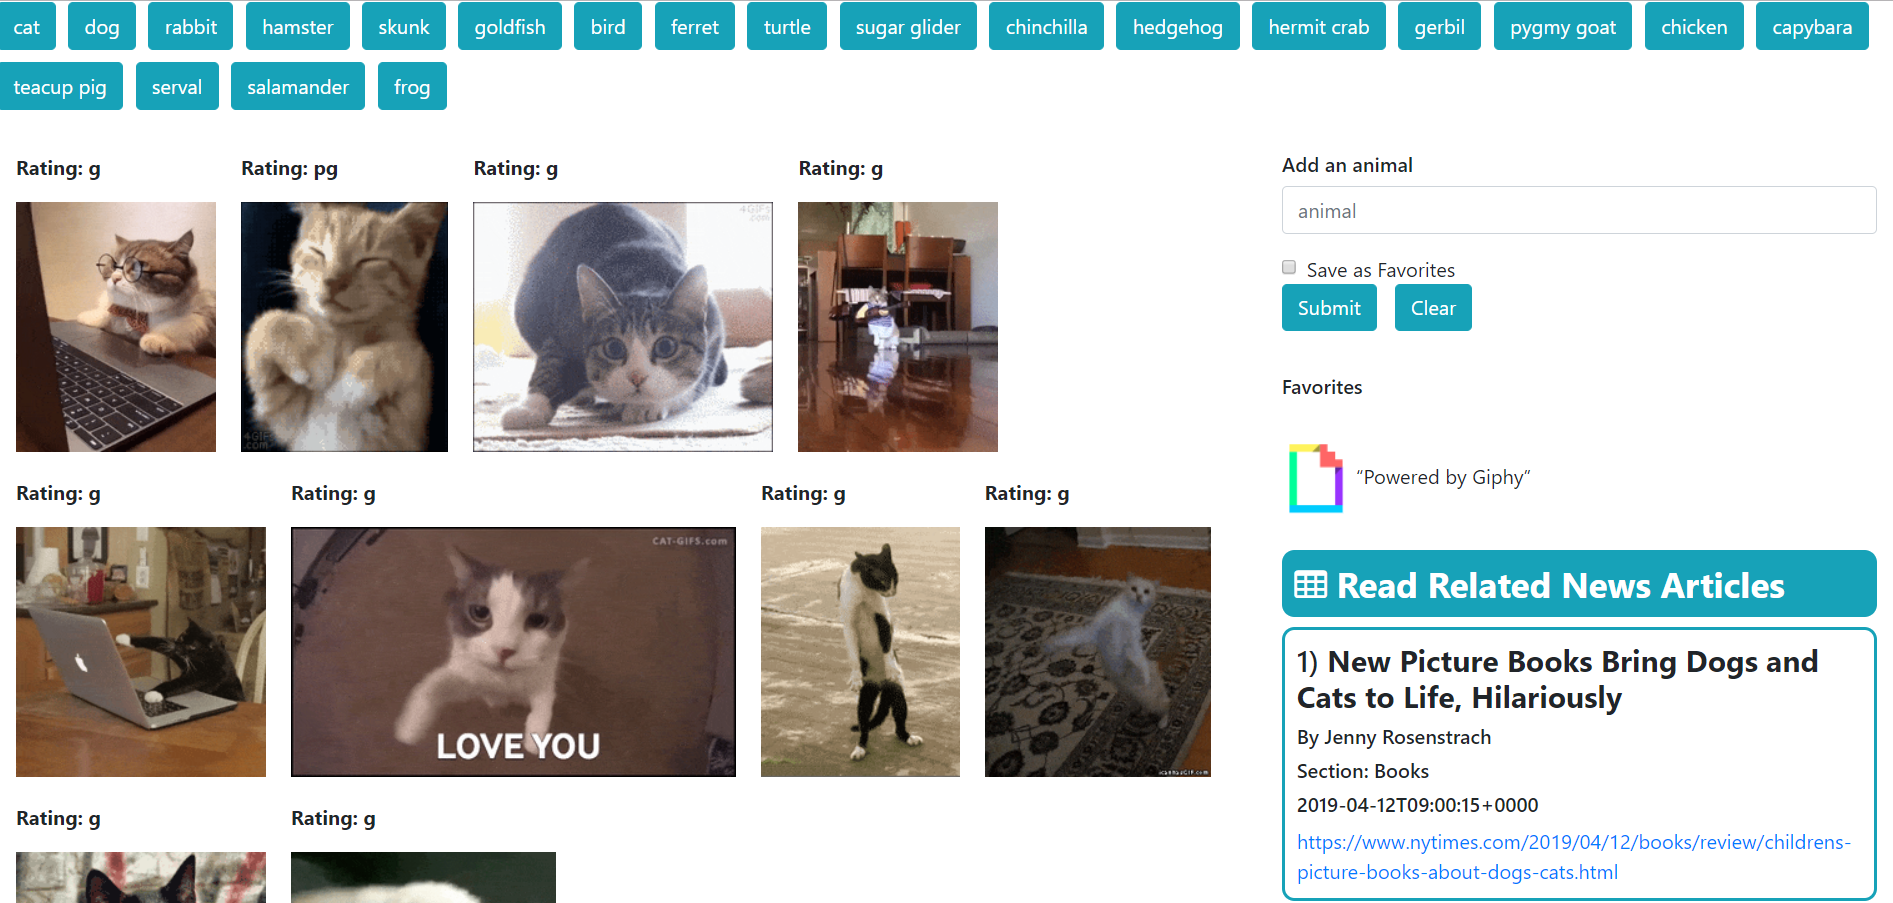 cat dog rabbit hamster skunk goldfish bird ferret turtle sugar glider chinchilla hedgehog hermit crab gerbil pygmy goat chicken capybara
teacup pig serval salamander frog
Rating: g Rating: pg Rating: g Rating: g
4GIFs
.com
4GIFs
.com
Rating: g Rating: g Rating: g Rating: g
CAT-GIFS.com
LOVE YOU
Rating: g Rating: g
Add an animal
animal
Save as Favorites
Submit Clear
Favorites
“Powered by Giphy”
Read Related News Articles
1) New Picture Books Bring Dogs and
Cats to Life, Hilariously
By Jenny Rosenstrach
Section: Books
2019-04-12T09:00:15+0000
https://www.nytimes.com/2019/04/12/books/review/childrens-
picture-books-about-dogs-cats.html